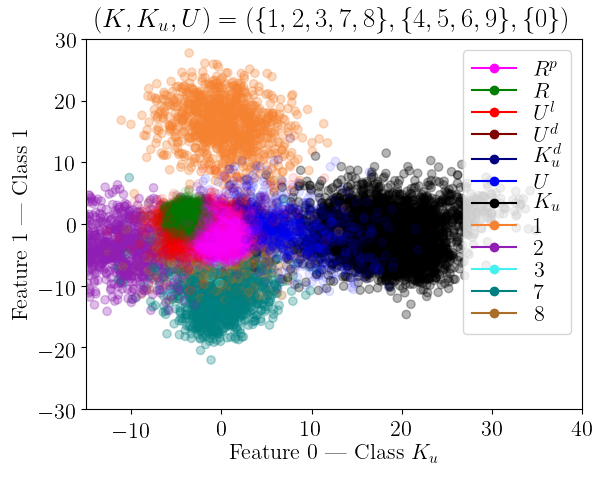 (K, K_u, U) = ({1, 2, 3, 7, 8}, {4, 5, 6, 9}, {0})
30
20
10
0
−10
−20
−30
Feature 1 — Class 1
−10
0
10
20
30
40
Feature 0 — Class K_u
R^p
R
U^l
U^d
K_u^d
U
K_u
1
2
3
7
8